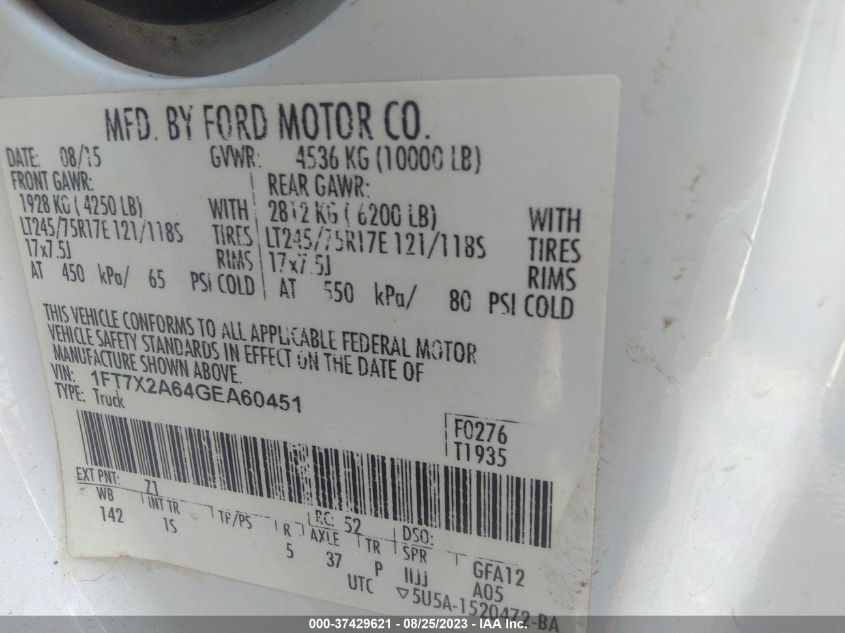 MFD. BY FORD MOTOR CO.
DATE: 08/15 GVWR: 4536 KG (10000 LB)
FRONT GAWR: REAR GAWR:
1928 KG ( 4250 LB) WITH 2812 KG ( 6200 LB) WITH
LT245/75R17E 121/118S TIRES LT245/75R17E 121/118S TIRES
17x7.5J RIMS 17x7.5J RIMS
AT 450 kPa/ 65 PSI COLD AT 550 kPa/ 80 PSI COLD
THIS VEHICLE CONFORMS TO ALL APPLICABLE FEDERAL MOTOR
VEHICLE SAFETY STANDARDS IN EFFECT ON THE DATE OF
MANUFACTURE SHOWN ABOVE.
VIN: 1FT7X2A64GEA60451
TYPE: Truck
F0276
T1935
EXT PNT: Z1 RC: 52 DSO:
WB INT TR TP/PS R AXLE TR SPR GFA12
142 IS 5 37 P IIJJ A05
UTC ▽5U5A-1520472-BA
000-37429621 - 08/25/2023 - IAAI.com